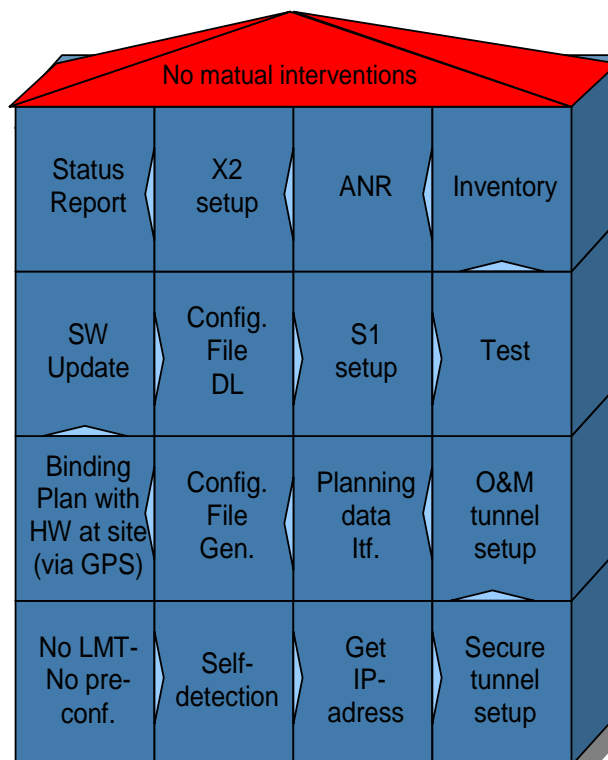 No matual interventions
Status
Report
X2
setup
ANR
Inventory
SW
Update
Config.
File
DL
S1
setup
Test
Binding
Plan with
HW at site
(via GPS)
Config.
File
Gen.
Planning
data
Itf.
O&M
tunnel
setup
No LMT-
No pre-
conf.
Self-
detection
Get
IP-
adress
Secure
tunnel
setup